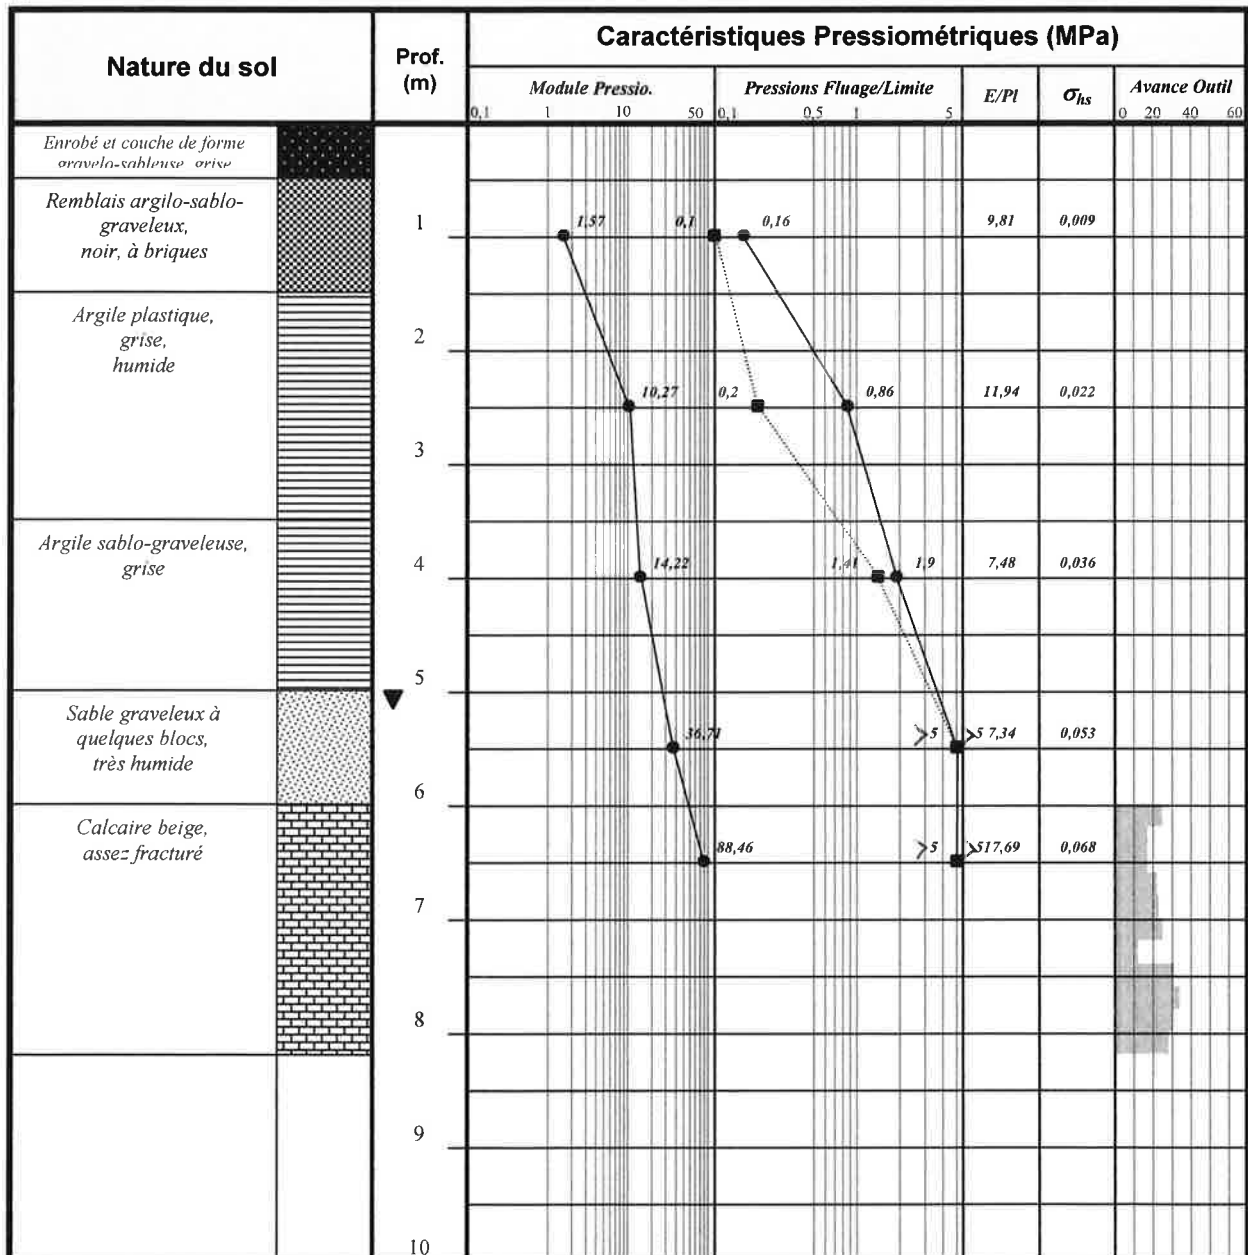 Nature du sol
Prof.
(m)
Caractéristiques Pressiométriques (MPa)
Module Pressio.
0,1 1 10 50
Pressions Fluage/Limite
0,1 0,5 1 5
E/Pl
σhs
Avance Outil
0 20 40 60
Enrobé et couche de forme
gravelo-sableuse, grise
Remblais argilo-sablo-
graveleux,
noir, à briques
1
1,57 0,1 0,16 9,81 0,009
Argile plastique,
grise,
humide
2
10,27 0,2 0,86 11,94 0,022
3
Argile sablo-graveleuse,
grise
4
14,22 1,41 1,9 7,48 0,036
5
Sable graveleux à
quelques blocs,
très humide
36,71 >5 >5 7,34 0,053
6
Calcaire beige,
assez fracturé
88,46 >5 >5 17,69 0,068
7
8
9
10